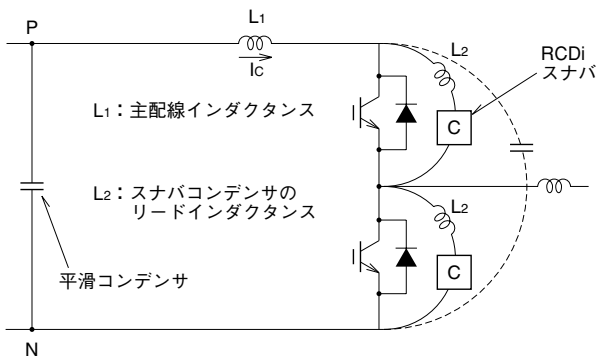 P
L1
IC
L2
RCDi
スナバ
L1：主配線インダクタンス
C
L2：スナバコンデンサの
リードインダクタンス
L2
C
平滑コンデンサ
N